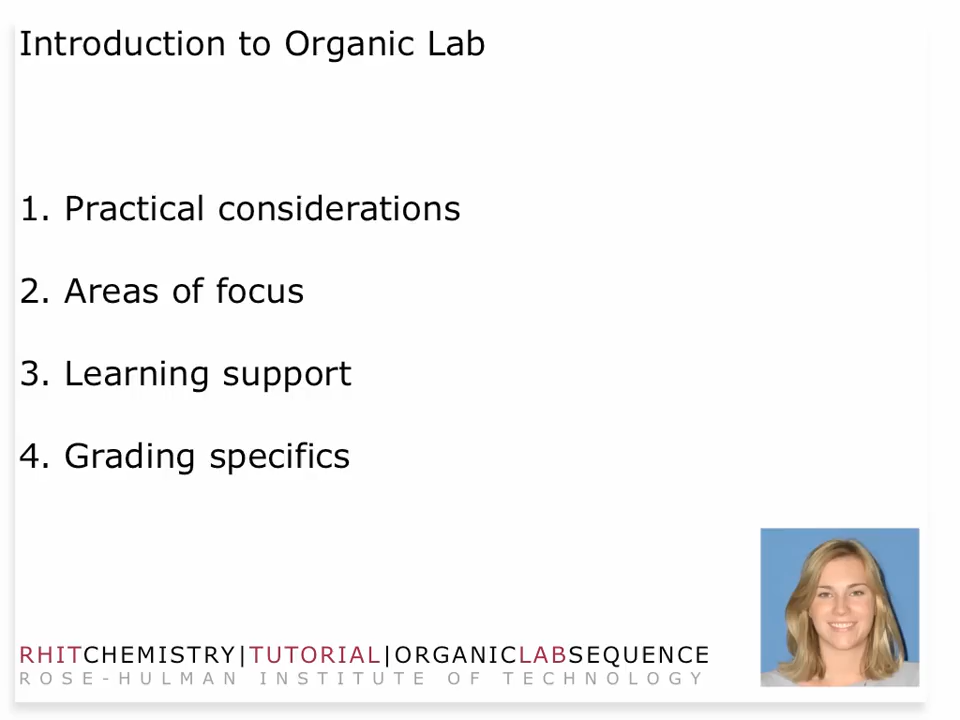 Introduction to Organic Lab
1. Practical considerations
2. Areas of focus
3. Learning support
4. Grading specifics
RHITCHEMISTRY|TUTORIAL|ORGANICLABSEQUENCE
ROSE-HULMAN INSTITUTE OF TECHNOLOGY